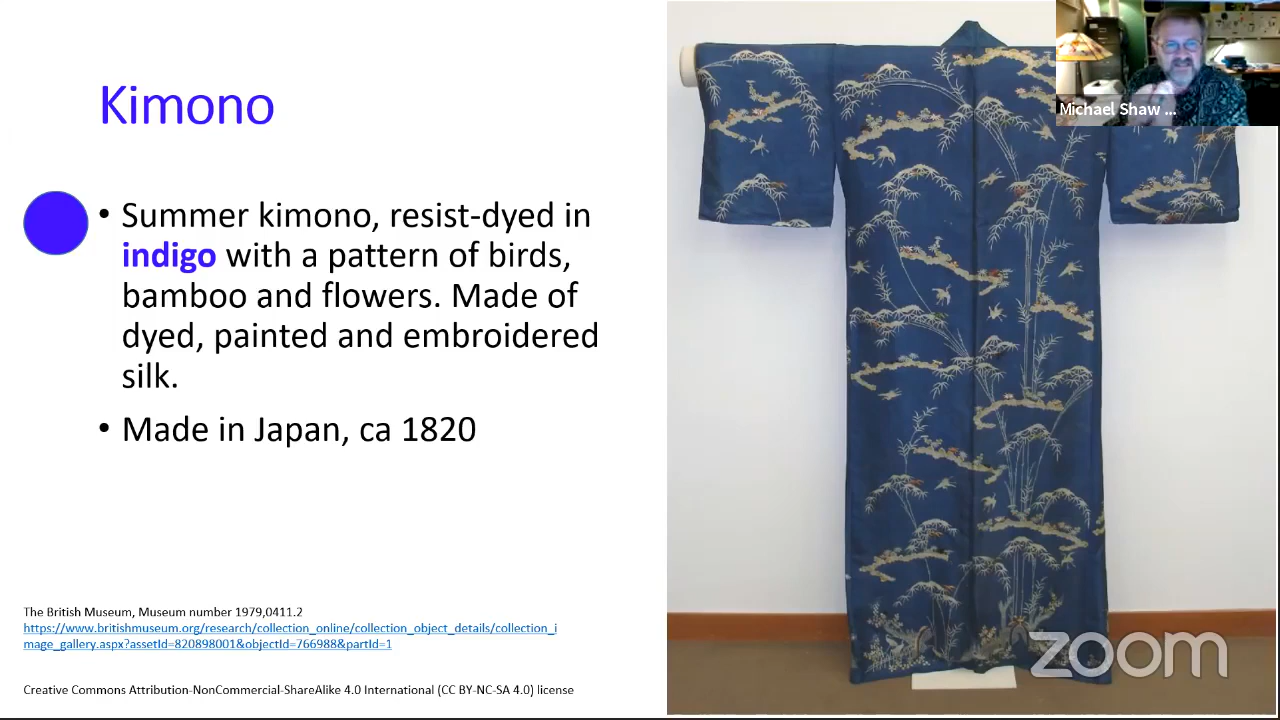 Kimono
• Summer kimono, resist-dyed in
indigo with a pattern of birds,
bamboo and flowers. Made of
dyed, painted and embroidered
silk.
• Made in Japan, ca 1820
The British Museum, Museum number 1979,0411.2
https://www.britishmuseum.org/research/collection_online/collection_object_details/collection_i
mage_gallery.aspx?assetId=820898001&objectId=766988&partId=1
Creative Commons Attribution-NonCommercial-ShareAlike 4.0 International (CC BY-NC-SA 4.0) license
Michael Shaw ...
zoom